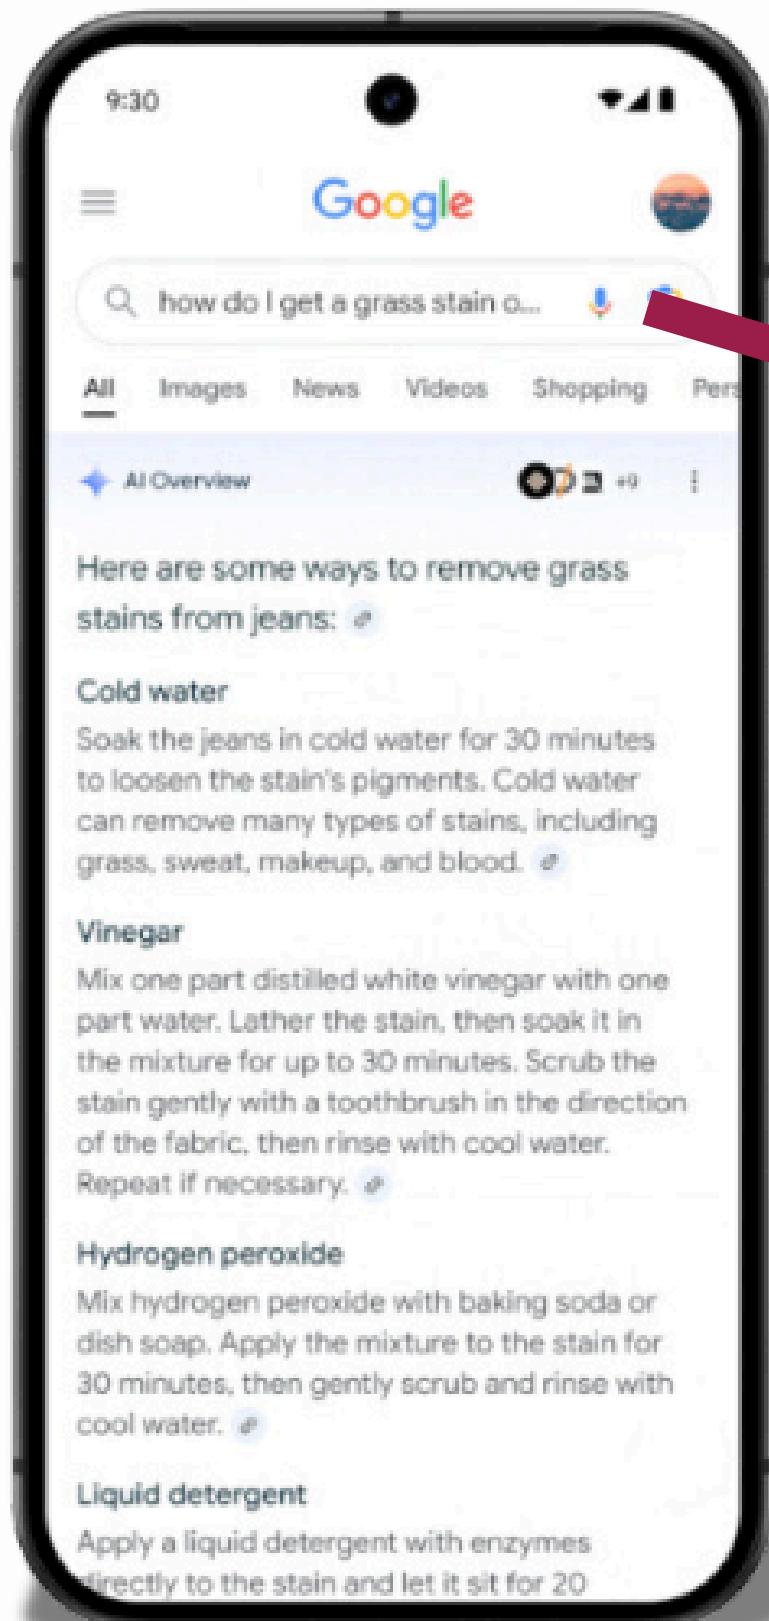 9:30
Google
how do I get a grass stain o...
All Images News Videos Shopping Pers
AI Overview +9
Here are some ways to remove grass
stains from jeans:
Cold water
Soak the jeans in cold water for 30 minutes
to loosen the stain's pigments. Cold water
can remove many types of stains, including
grass, sweat, makeup, and blood.
Vinegar
Mix one part distilled white vinegar with one
part water. Lather the stain, then soak it in
the mixture for up to 30 minutes. Scrub the
stain gently with a toothbrush in the direction
of the fabric, then rinse with cool water.
Repeat if necessary.
Hydrogen peroxide
Mix hydrogen peroxide with baking soda or
dish soap. Apply the mixture to the stain for
30 minutes, then gently scrub and rinse with
cool water.
Liquid detergent
Apply a liquid detergent with enzymes
directly to the stain and let it sit for 20